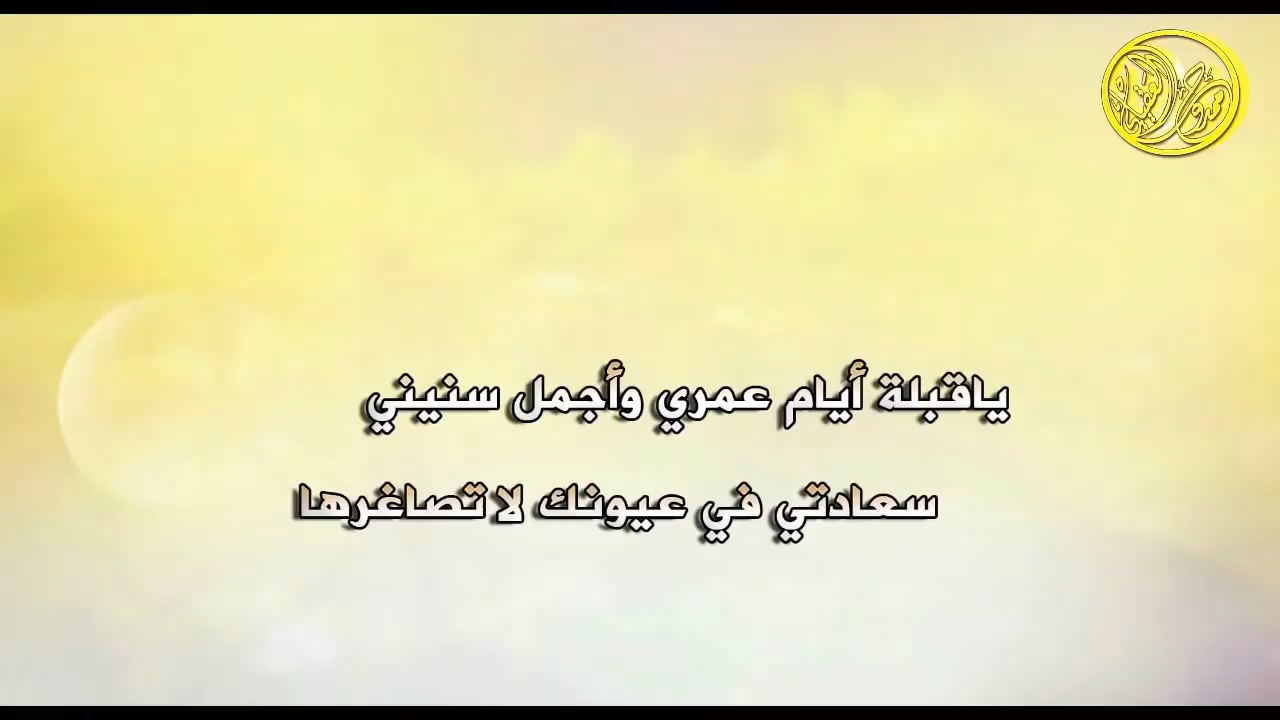 ياقبلة أيام عمري وأجمل سنيني
سعادتي في عيونك لا تصاغرها